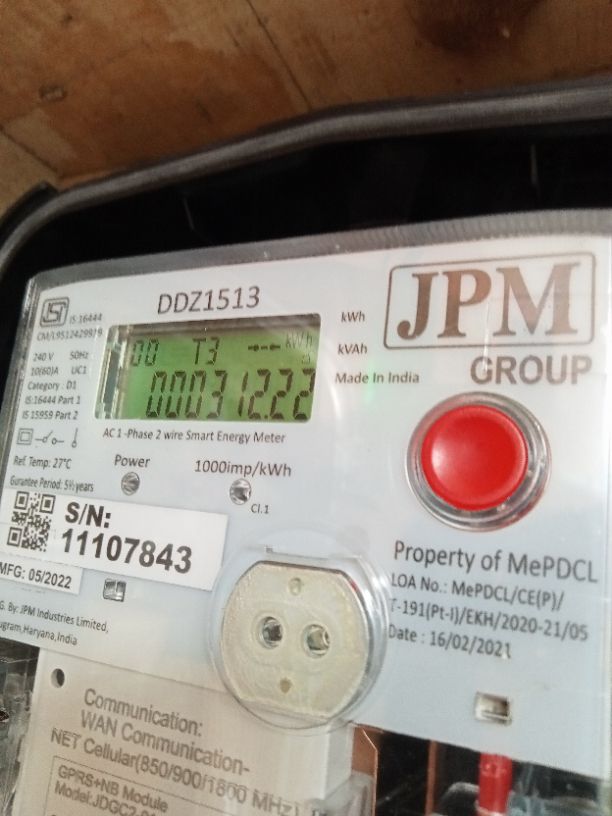 DDZ1513
JPM
GROUP
IS:16444
CM/L9512429919
240 V 50Hz
10(60)A UC1
Category : D1
IS:16444 Part 1
IS 15959 Part 2
Ref. Temp: 27°C
Gurantee Period: 5½ years
00 T3 kWh
000312.22
kWh
kVAh
Made In India
AC 1-Phase 2 wire Smart Energy Meter
Power
1000imp/kWh
Cl.1
S/N:
11107843
MFG: 05/2022
G. By: JPM Industries Limited,
ugram,Haryana,India
Property of MePDCL
LOA No.: MePDCL/CE(P)/
T-191(Pt-I)/EKH/2020-21/05
Date : 16/02/2021
Communication:
WAN Communication-
NET Cellular(850/900/1800 MHz)
GPRS+NB Module